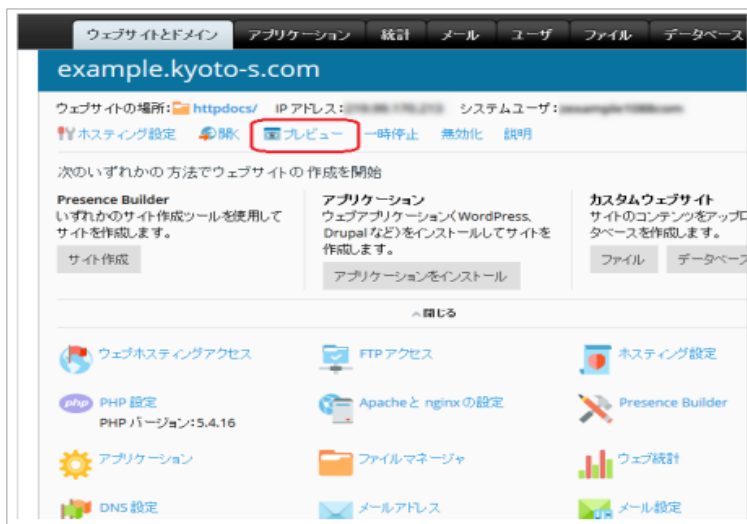 ウェブサイトとドメイン アプリケーション 統計 メール ユーザ ファイル データベース
example.kyoto-s.com
ウェブサイトの場所: httpdocs/ IP アドレス: システムユーザ:
ホスティング設定 開く プレビュー 一時停止 無効化 説明
次のいずれかの方法でウェブサイトの作成を開始
Presence Builder
いずれかのサイト作成ツールを使用して
サイトを作成します。
サイト作成
アプリケーション
ウェブアプリケーション(WordPress、
Drupal など)をインストールしてサイトを
作成します。
アプリケーションをインストール
カスタムウェブサイト
サイトのコンテンツをアップロ
タベースを作成します。
ファイル データベース
閉じる
ウェブホスティングアクセス FTP アクセス ホスティング設定
PHP 設定 Apache と nginx の設定 Presence Builder
PHP バージョン: 5.4.16
アプリケーション ファイルマネージャ ウェブ統計
DNS 設定 メールアドレス メール設定